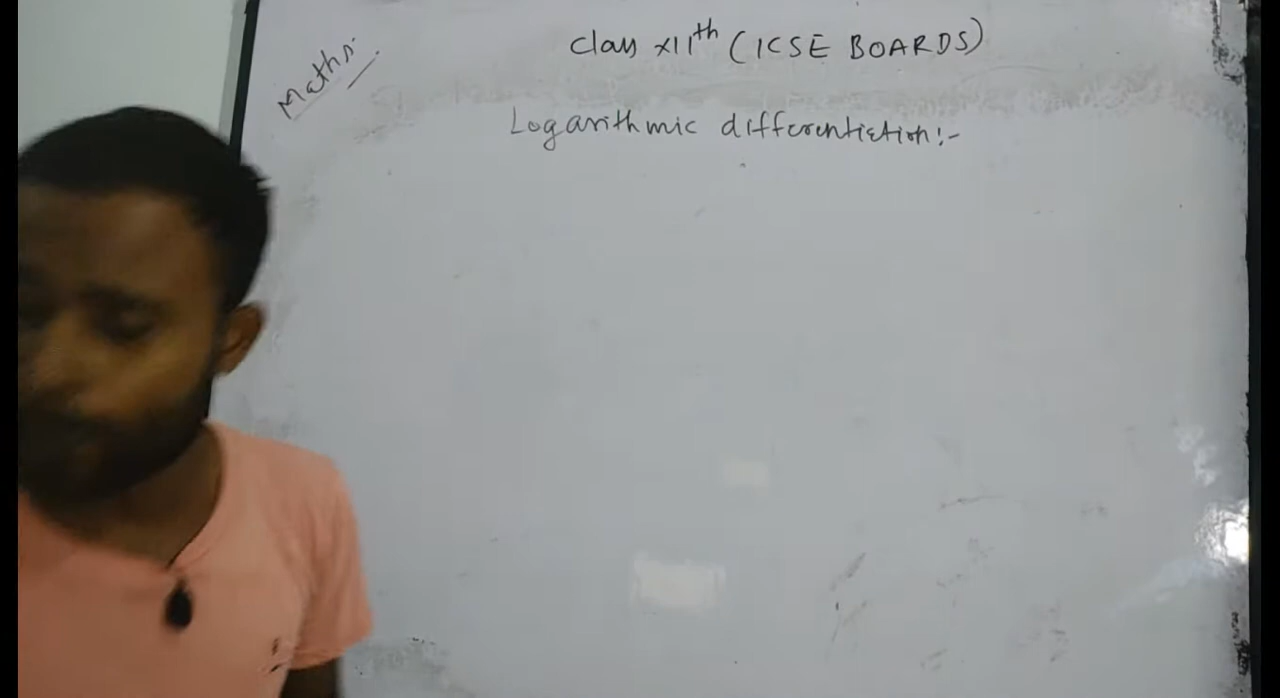 Maths.
Class XIIth (ICSE BOARDS)
Logarithmic differentiation:-